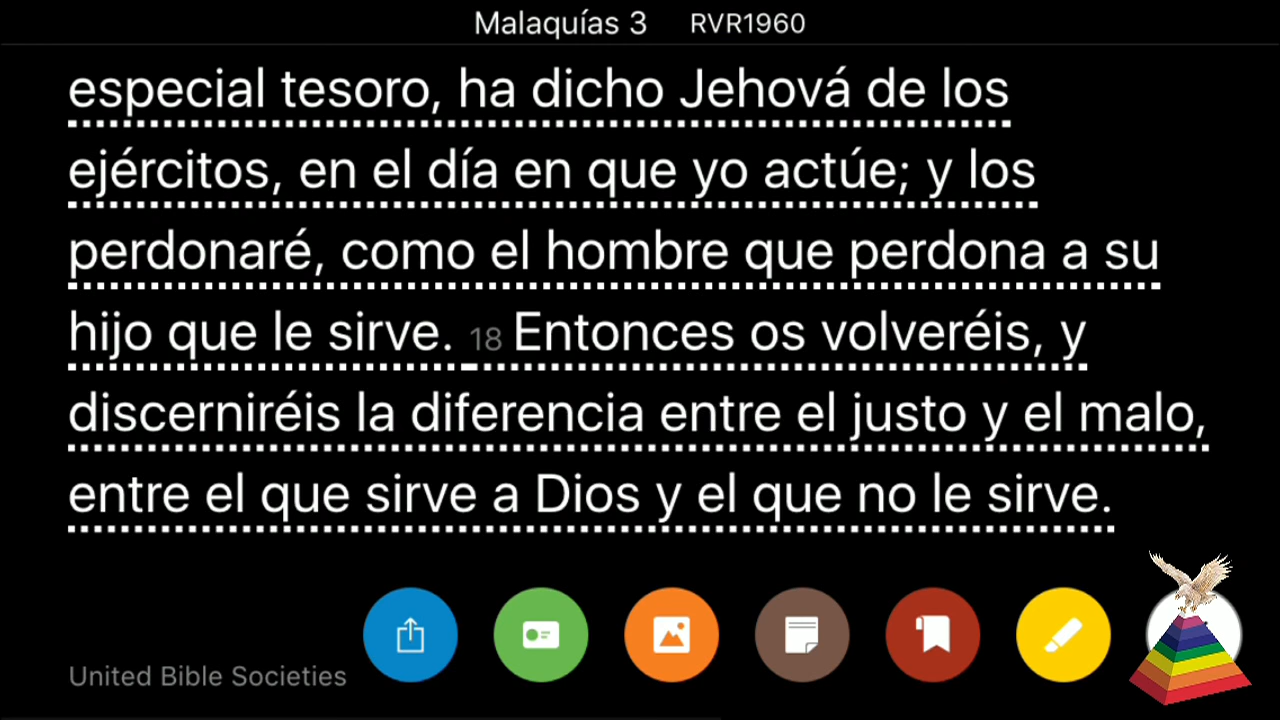 Malaquías 3 RVR1960
especial tesoro, ha dicho Jehová de los
ejércitos, en el día en que yo actúe; y los
perdonaré, como el hombre que perdona a su
hijo que le sirve. 18 Entonces os volveréis, y
discerniréis la diferencia entre el justo y el malo,
entre el que sirve a Dios y el que no le sirve.
United Bible Societies